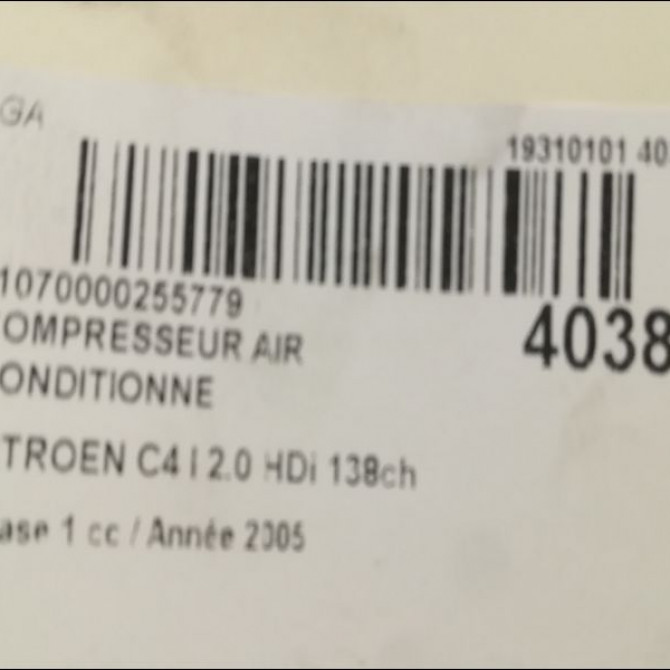 GA
19310101 40
1070000255779
4038
OMPRESSEUR AIR
ONDITIONNE
TROEN C4 I 2.0 HDi 138ch
ase 1 cc / Année 2005